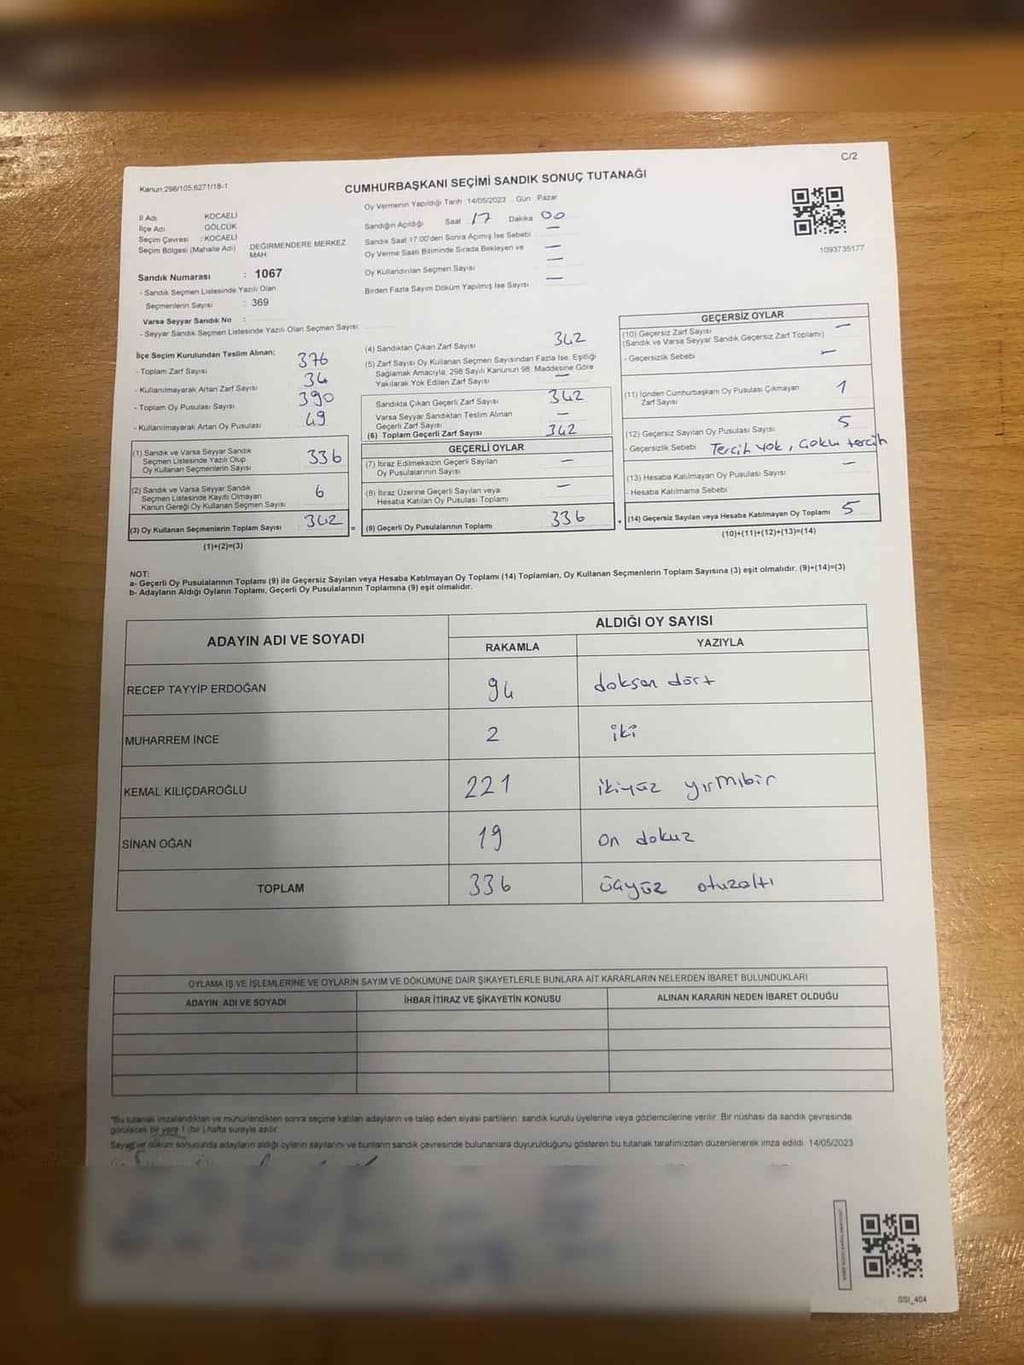 Kanun:298/105;6271/18-1
C/2
CUMHURBAŞKANI SEÇİMİ SANDIK SONUÇ TUTANAĞI
İl Adı KOCAELİ
İlçe Adı GÖLCÜK
Seçim Çevresi : KOCAELİ
Seçim Bölgesi (Mahalle Adı) DEĞİRMENDERE MERKEZ MAH
Sandık Numarası : 1067
- Sandık Seçmen Listesinde Yazılı Olan
Seçmenlerin Sayısı : 369
Varsa Seyyar Sandık No :
- Seyyar Sandık Seçmen Listesinde Yazılı Olan Seçmen Sayısı:
Oy Vermenin Yapıldığı Tarih 14/05/2023 Gün Pazar
Sandığın Açıldığı Saat 17 Dakika 00
Sandık Saat 17:00'den Sonra Açılmış İse Sebebi —
Oy Verme Saati Bitiminde Sırada Bekleyen ve —
Oy Kullandırılan Seçmen Sayısı —
Birden Fazla Sayım Döküm Yapılmış İse Sayısı —
1093735177
İlçe Seçim Kurulundan Teslim Alınan;
- Toplam Zarf Sayısı 376
- Kullanılmayarak Artan Zarf Sayısı 34
- Toplam Oy Pusulası Sayısı 390
- Kullanılmayarak Artan Oy Pusulası 49
(1) Sandık ve Varsa Seyyar Sandık
Seçmen Listesinde Yazılı Olup
Oy Kullanan Seçmenlerin Sayısı 336
(2) Sandık ve Varsa Seyyar Sandık
Seçmen Listesinde Kayıtlı Olmayan
Kanun Gereği Oy Kullanan Seçmen Sayısı 6
(3) Oy Kullanan Seçmenlerin Toplam Sayısı 342 =
(1)+(2)=(3)
(4) Sandıktan Çıkan Zarf Sayısı 342
(5) Zarf Sayısı Oy Kullanan Seçmen Sayısından Fazla İse, Eşitliği
Sağlamak Amacıyla; 298 Sayılı Kanunun 98. Maddesine Göre
Yakılarak Yok Edilen Zarf Sayısı —
Sandıkta Çıkan Geçerli Zarf Sayısı 342
Varsa Seyyar Sandıktan Teslim Alınan
Geçerli Zarf Sayısı —
(6) Toplam Geçerli Zarf Sayısı 342
GEÇERLİ OYLAR
(7) İtiraz Edilmeksizin Geçerli Sayılan
Oy Pusulalarının Sayısı —
(8) İtiraz Üzerine Geçerli Sayılan veya
Hesaba Katılan Oy Pusulası Toplamı —
(9) Geçerli Oy Pusulalarının Toplamı 336 +
GEÇERSİZ OYLAR
(10) Geçersiz Zarf Sayısı
(Sandık ve Varsa Seyyar Sandık Geçersiz Zarf Toplamı) —
- Geçersizlik Sebebi —
(11) İçinden Cumhurbaşkanı Oy Pusulası Çıkmayan
Zarf Sayısı 1
(12) Geçersiz Sayılan Oy Pusulası Sayısı 5
- Geçersizlik Sebebi Tercih yok, çoklu tercih
(13) Hesaba Katılmayan Oy Pusulası Sayısı —
- Hesaba Katılmama Sebebi
(14) Geçersiz Sayılan veya Hesaba Katılmayan Oy Toplamı 5
(10)+(11)+(12)+(13)=(14)
NOT:
a- Geçerli Oy Pusulalarının Toplamı (9) ile Geçersiz Sayılan veya Hesaba Katılmayan Oy Toplamı (14) Toplamları, Oy Kullanan Seçmenlerin Toplam Sayısına (3) eşit olmalıdır. (9)+(14)=(3)
b- Adayların Aldığı Oyların Toplamı, Geçerli Oy Pusulalarının Toplamına (9) eşit olmalıdır.
ADAYIN ADI VE SOYADI
ALDIĞI OY SAYISI
RAKAMLA YAZIYLA
RECEP TAYYİP ERDOĞAN 94 doksan dört
MUHARREM İNCE 2 iki
KEMAL KILIÇDAROĞLU 221 ikiyüz yirmibir
SİNAN OĞAN 19 on dokuz
TOPLAM 336 üçyüz otuzaltı
OYLAMA İŞ VE İŞLEMLERİNE VE OYLARIN SAYIM VE DÖKÜMÜNE DAİR ŞİKAYETLERLE BUNLARA AİT KARARLARIN NELERDEN İBARET BULUNDUKLARI
ADAYIN ADI VE SOYADI İHBAR İTİRAZ VE ŞİKAYETİN KONUSU ALINAN KARARIN NEDEN İBARET OLDUĞU
*Bu tutanak imzalandıktan ve mühürlendikten sonra seçime katılan adayların ve talep eden siyasi partilerin sandık kurulu üyelerine veya gözlemcilerine verilir. Bir nüshası da sandık çevresinde
görülecek bir yere 1 (bir) hafta süreyle asılır.
Sayım ve döküm sonucunda adayların aldığı oyların sayılarını ve bunların sandık çevresinde bulunanlara duyurulduğunu gösteren bu tutanak tarafımızdan düzenlenerek imza edildi. 14/05/2023
SSI_404